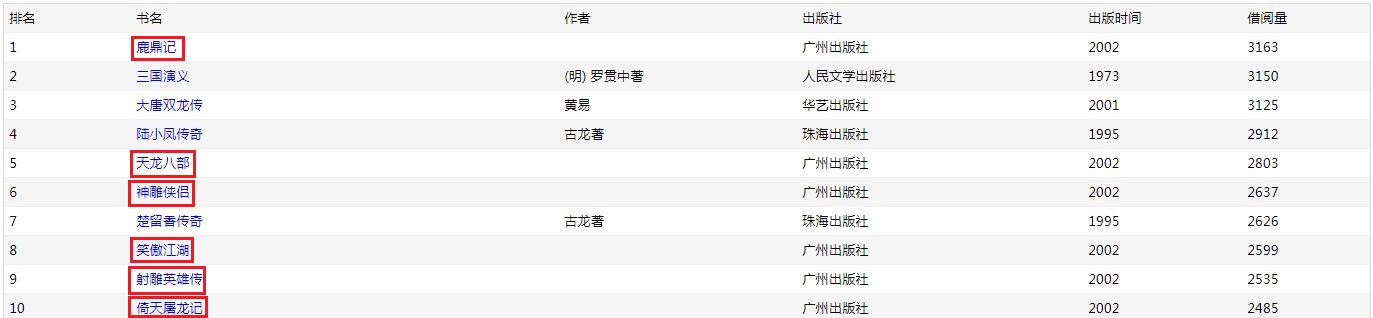 排名 书名 作者 出版社 出版时间 借阅量
1 鹿鼎记 广州出版社 2002 3163
2 三国演义 (明) 罗贯中著 人民文学出版社 1973 3150
3 大唐双龙传 黄易 华艺出版社 2001 3125
4 陆小凤传奇 古龙著 珠海出版社 1995 2912
5 天龙八部 广州出版社 2002 2803
6 神雕侠侣 广州出版社 2002 2637
7 楚留香传奇 古龙著 珠海出版社 1995 2626
8 笑傲江湖 广州出版社 2002 2599
9 射雕英雄传 广州出版社 2002 2535
10 倚天屠龙记 广州出版社 2002 2485